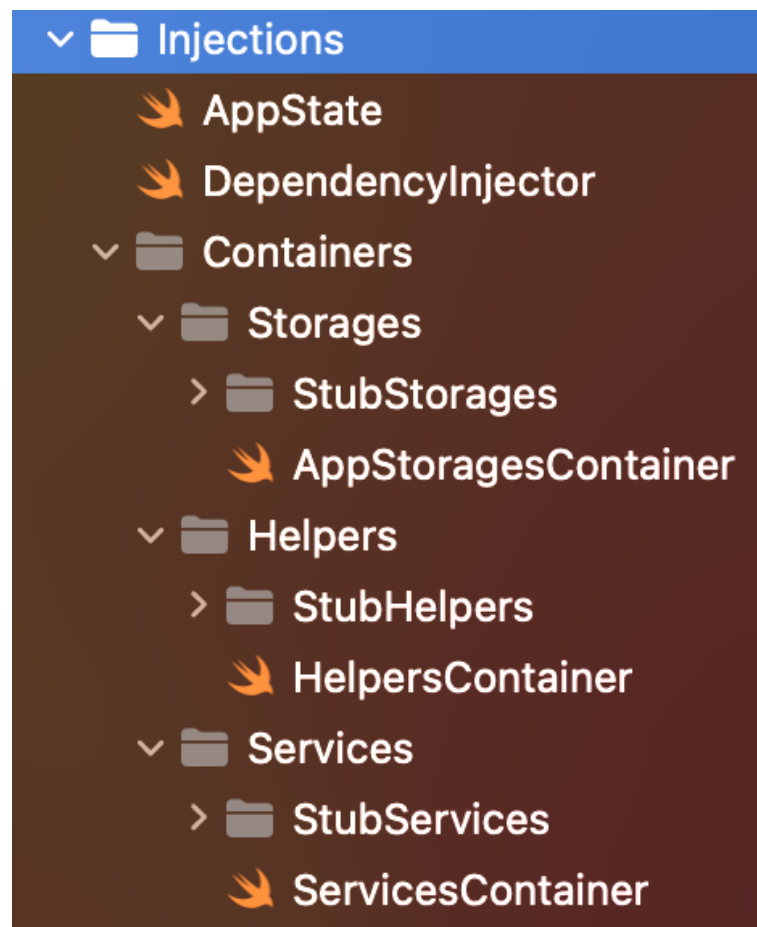 Injections
AppState
DependencyInjector
Containers
Storages
StubStorages
AppStoragesContainer
Helpers
StubHelpers
HelpersContainer
Services
StubServices
ServicesContainer